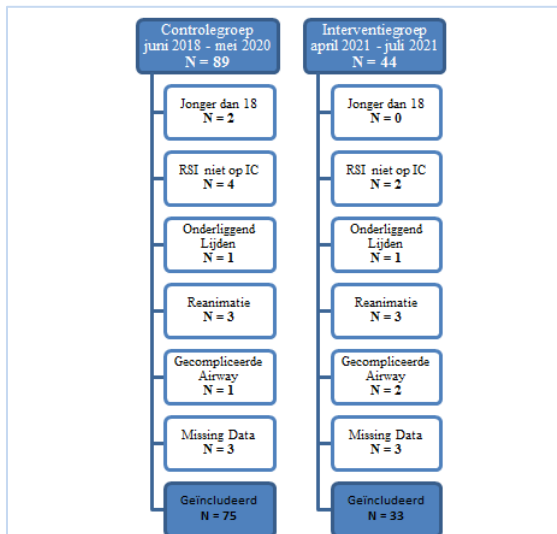 Controlegroep
juni 2018 - mei 2020
N = 89
Jonger dan 18
N = 2
RSI niet op IC
N = 4
Onderliggend
Lijden
N = 1
Reanimatie
N = 3
Gecompliceerde
Airway
N = 1
Missing Data
N = 3
Geïncludeerd
N = 75
Interventiegroep
april 2021 - juli 2021
N = 44
Jonger dan 18
N = 0
RSI niet op IC
N = 2
Onderliggend
Lijden
N = 1
Reanimatie
N = 3
Gecompliceerde
Airway
N = 2
Missing Data
N = 3
Geïncludeerd
N = 33